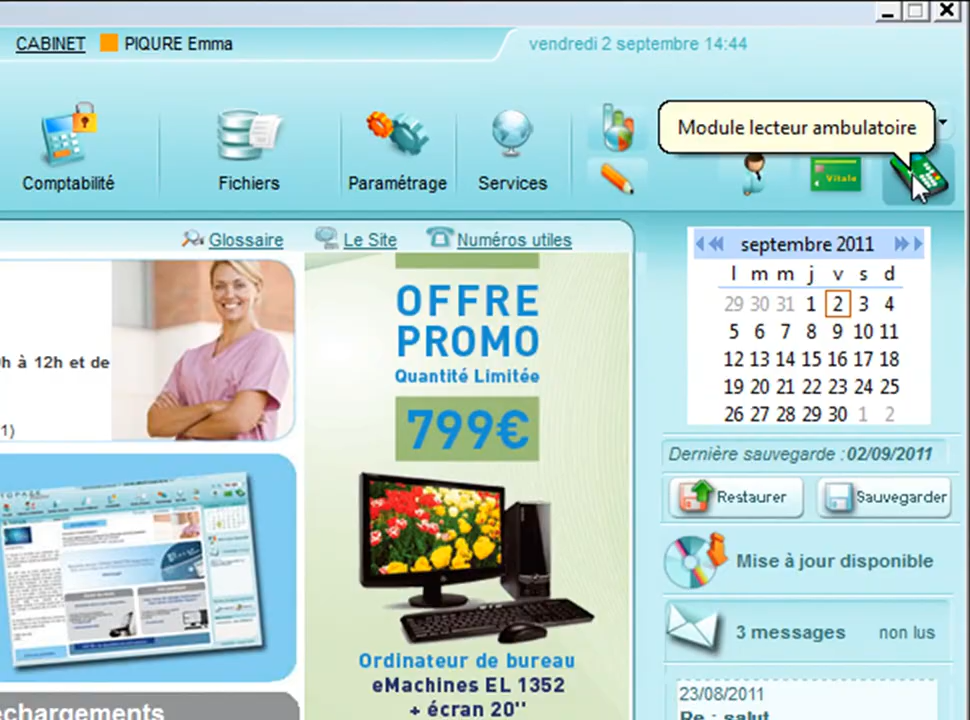 CABINET PIQURE Emma
vendredi 2 septembre 14:44
Module lecteur ambulatoire
Vitale
Comptabilité
Fichiers
Paramétrage
Services
Glossaire
Le Site
Numéros utiles
h à 12h et de
1)
OFFRE
PROMO
Quantité Limitée
799€
Ordinateur de bureau
eMachines EL 1352
+ écran 20''
septembre 2011
l m m j v s d
29 30 31 1 2 3 4
5 6 7 8 9 10 11
12 13 14 15 16 17 18
19 20 21 22 23 24 25
26 27 28 29 30 1 2
Dernière sauvegarde : 02/09/2011
Restaurer
Sauvegarder
Mise à jour disponible
3 messages non lus
23/08/2011
Re : salut
échargements